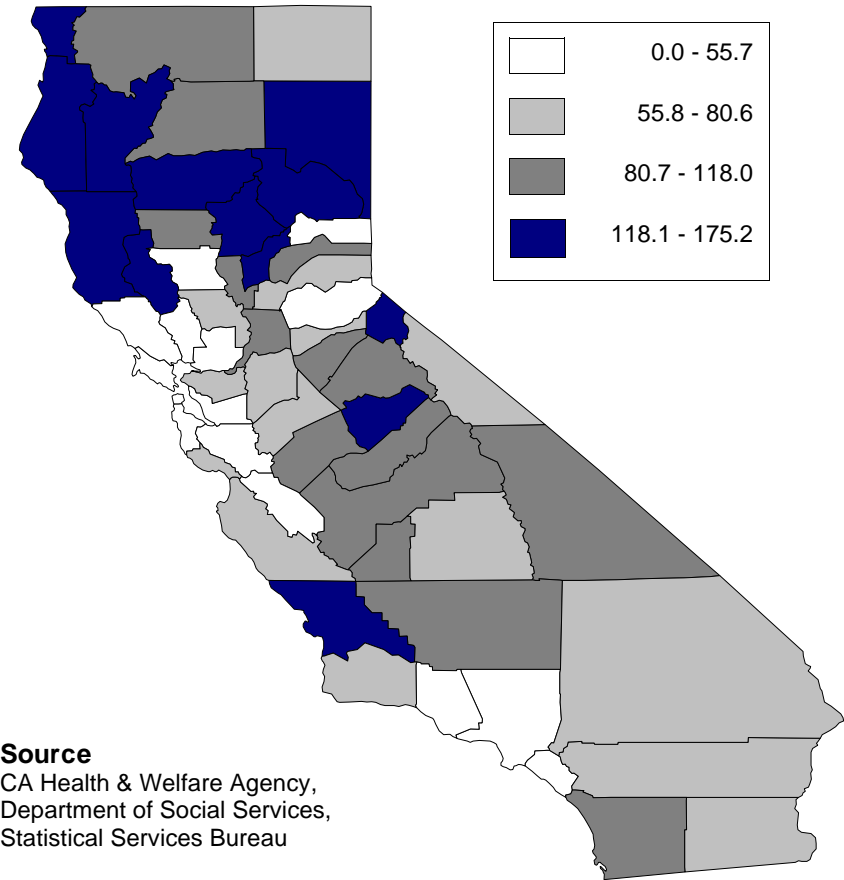 0.0 - 55.7
55.8 - 80.6
80.7 - 118.0
118.1 - 175.2
Source
CA Health & Welfare Agency,
Department of Social Services,
Statistical Services Bureau